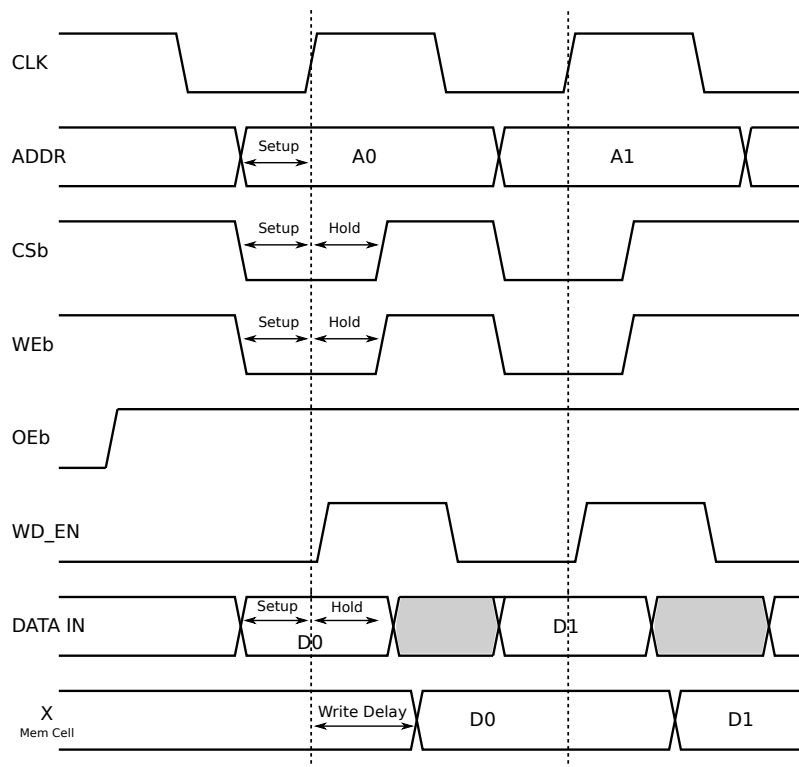 CLK
ADDR
Setup
A0
A1
CSb
Setup
Hold
WEb
Setup
Hold
OEb
WD_EN
DATA IN
Setup
Hold
D0
D1
X
Mem Cell
Write Delay
D0
D1